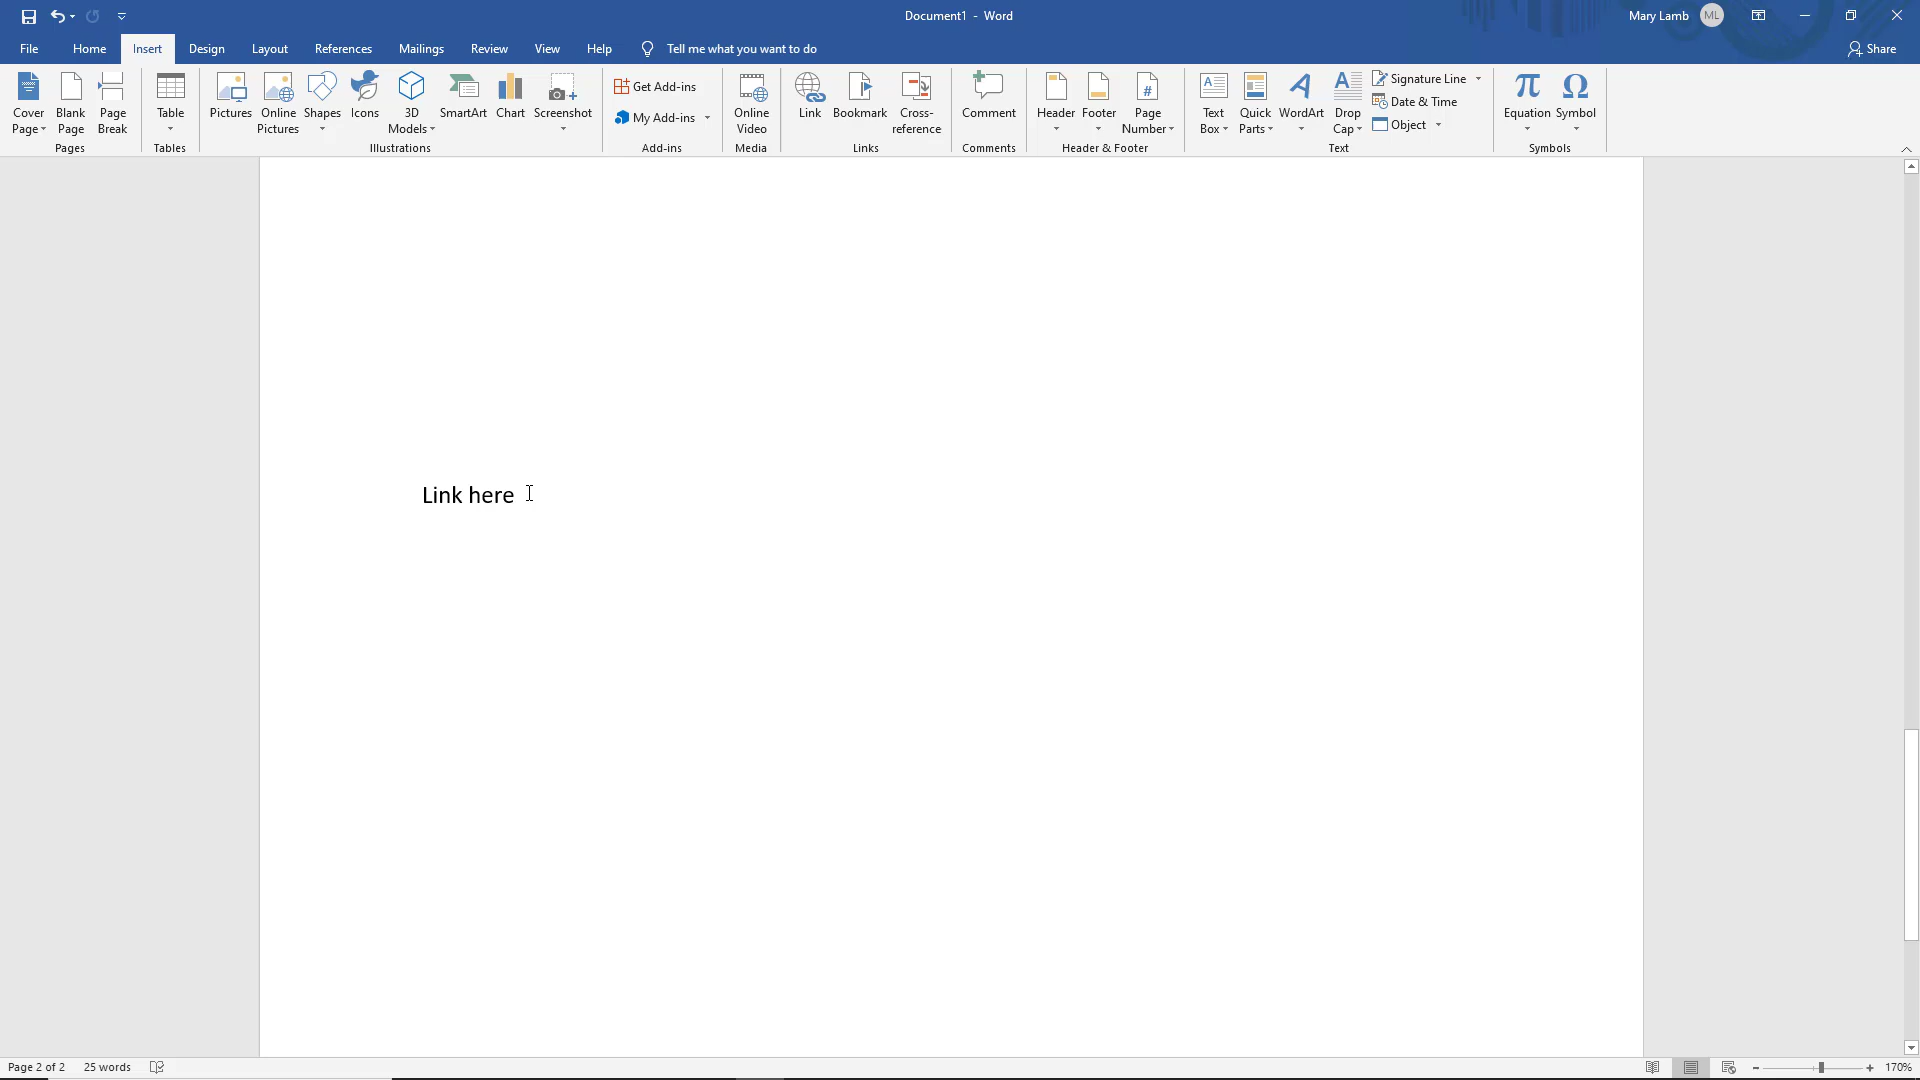 Document1 - Word
Mary Lamb ML
File Home Insert Design Layout References Mailings Review View Help Tell me what you want to do Share
Cover Page Blank Page Page Break Table Pictures Online Pictures Shapes Icons 3D Models SmartArt Chart Screenshot Get Add-ins My Add-ins Online Video Link Bookmark Cross-reference Comment Header Footer Page Number Text Box Quick Parts WordArt Drop Cap Signature Line Date & Time Object Equation Symbol
Pages Tables Illustrations Add-ins Media Links Comments Header & Footer Text Symbols
Link here
Page 2 of 2 25 words 170%